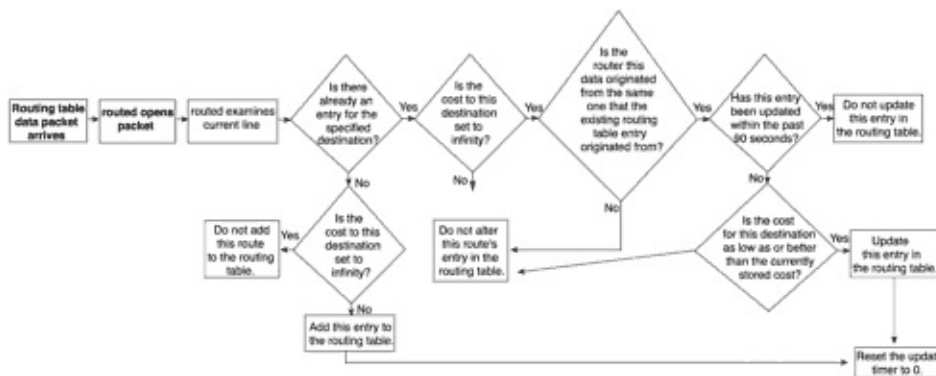 Routing table
data packet
arrives
routed opens
packet
routed examines
current line
Is there
already an
entry for the
specified
destination?
Yes
Is the
cost to this
destination
set to
infinity?
Yes
Is the
router this
data originated
from the same
one that the
existing routing
table entry
originated from?
Yes
Has this entry
been updated
within the past
90 seconds?
Yes
Do not update
this entry in
the routing table.
No
No
No
No
Do not add
this route
to the routing
table.
Yes
Is the
cost to this
destination
set to
infinity?
Do not alter
this route's
entry in the
routing table.
Is the cost
for this destination
as low as or better
than the currently
stored cost?
Yes
Update
this entry in
the routing table.
No
No
Add this entry to
the routing table.
Reset the updat
timer to 0.